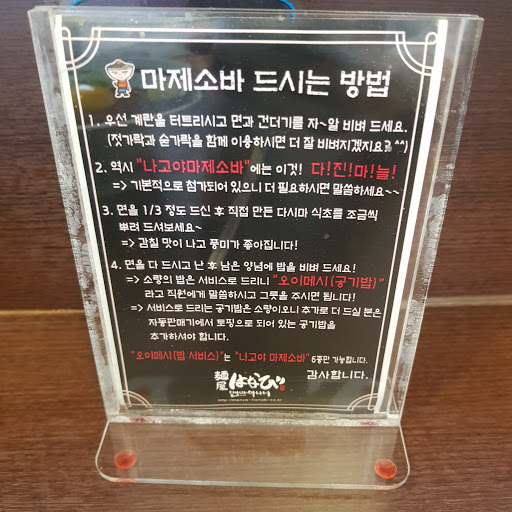 마제소바 드시는 방법
1. 우선 계란을 터트리시고 면과 건더기를 자~알 비벼 드세요.
(젓가락과 숟가락을 함께 이용하시면 더 잘 비벼지겠지요? ^^)
2. 역시 "나고야마제소바"에는 이것! 다!진!마!늘!
=> 기본적으로 첨가되어 있으니 더 필요하시면 말씀하세요~~
3. 면을 1/3 정도 드신 후 직접 만든 다시마 식초를 조금씩
뿌려 드셔보세요~
=> 감칠 맛이 나고 풍미가 좋아집니다!
4. 면을 다 드시고 난 후 남은 양념에 밥을 비벼 드세요!
=> 소량의 밥은 서비스로 드리니 "오이메시(공기밥)"
라고 직원에게 말씀하시고 그릇을 주시면 됩니다!
=> 서비스로 드리는 공기밥은 소량이오니 추가로 더 드실 분은
자동판매기에서 토핑으로 되어 있는 공기밥을
추가하셔야 합니다.
"오이메시(밥 서비스)"는 "나고야 마제소바" 6종만 가능합니다.
감사합니다.
麺屋 はなび
멘야하나비